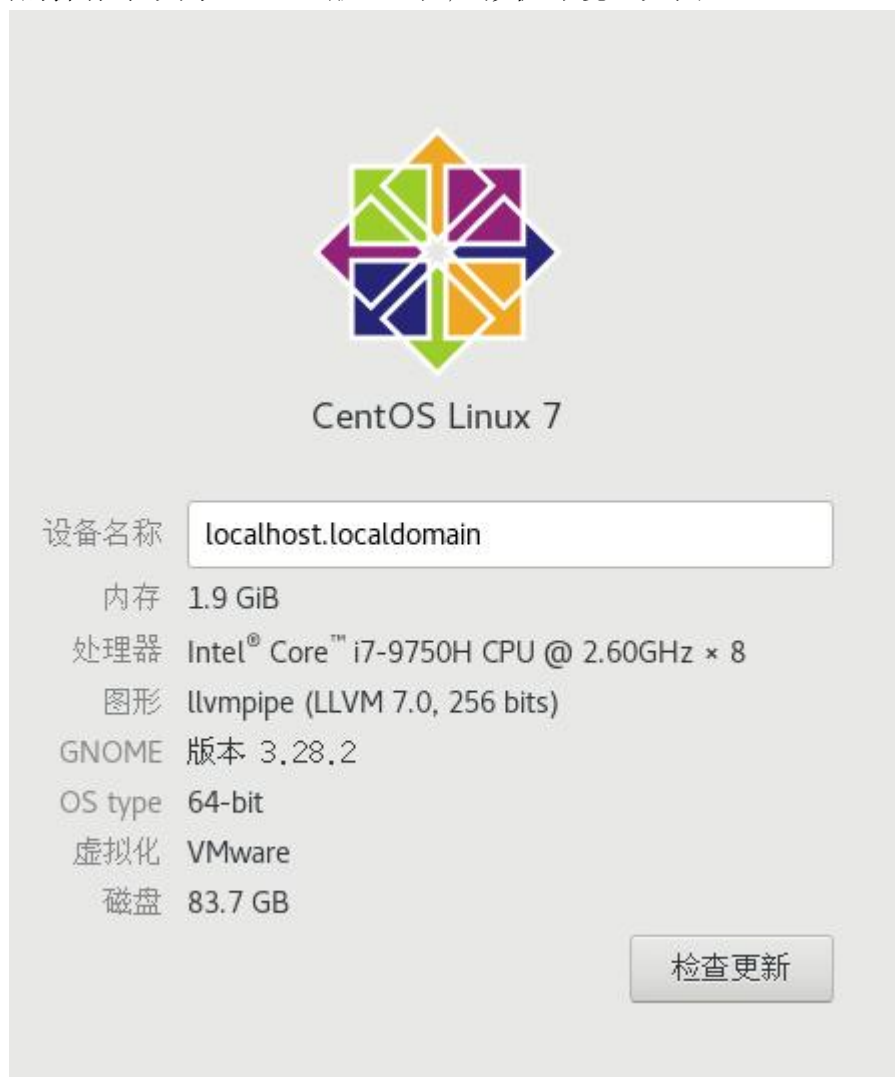 CentOS Linux 7
设备名称 localhost.localdomain
内存 1.9 GiB
处理器 Intel® Core™ i7-9750H CPU @ 2.60GHz × 8
图形 llvmpipe (LLVM 7.0, 256 bits)
GNOME 版本 3.28.2
OS type 64-bit
虚拟化 VMware
磁盘 83.7 GB
检查更新